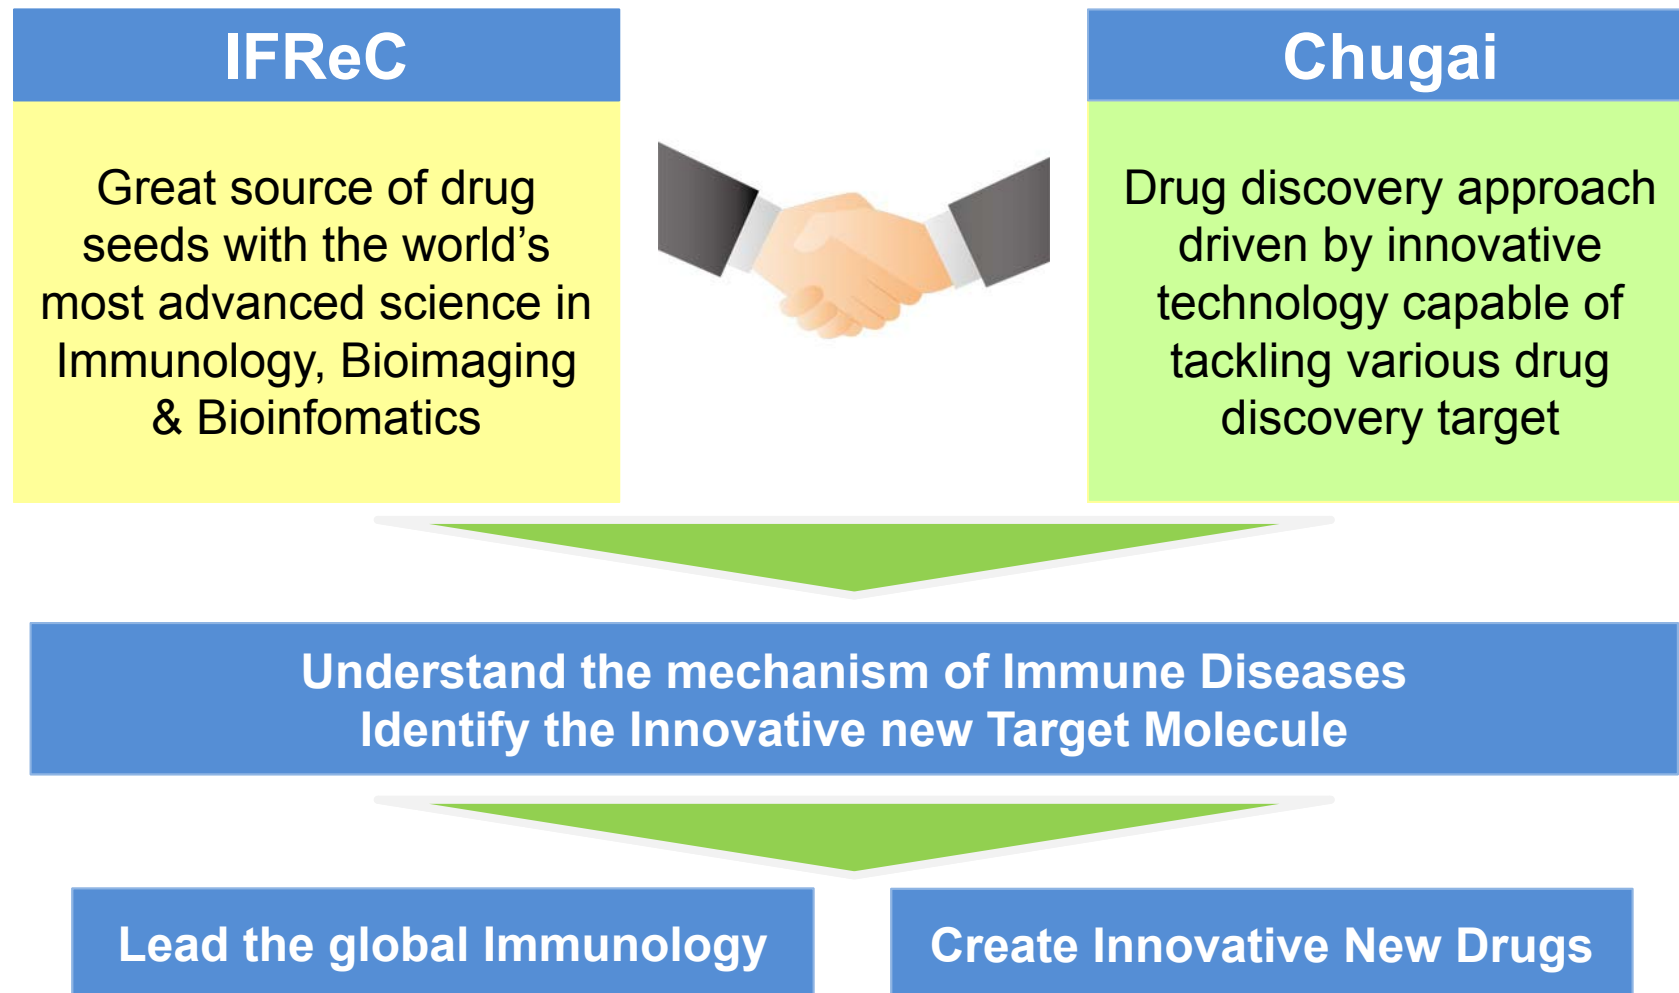 IFReC
Great source of drug
seeds with the world’s
most advanced science in
Immunology, Bioimaging
& Bioinfomatics
Chugai
Drug discovery approach
driven by innovative
technology capable of
tackling various drug
discovery target
Understand the mechanism of Immune Diseases
Identify the Innovative new Target Molecule
Lead the global Immunology
Create Innovative New Drugs